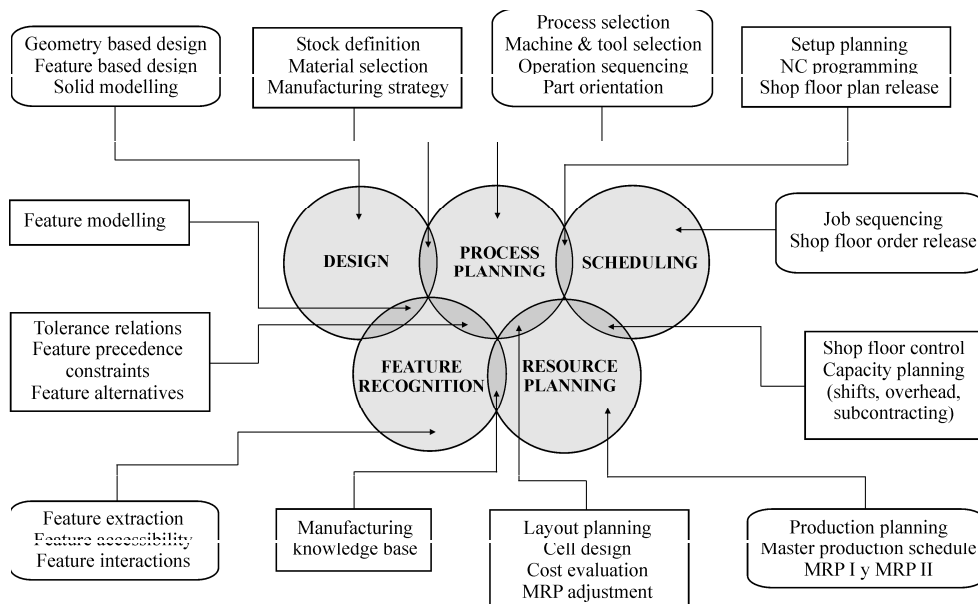 Geometry based design
Feature based design
Solid modelling
Stock definition
Material selection
Manufacturing strategy
Process selection
Machine & tool selection
Operation sequencing
Part orientation
Setup planning
NC programming
Shop floor plan release
Feature modelling
DESIGN
PROCESS
PLANNING
SCHEDULING
Job sequencing
Shop floor order release
Tolerance relations
Feature precedence
constraints
Feature alternatives
FEATURE
RECOGNITION
RESOURCE
PLANNING
Shop floor control
Capacity planning
(shifts, overhead,
subcontracting)
Feature extraction
Feature accessibility
Feature interactions
Manufacturing
knowledge base
Layout planning
Cell design
Cost evaluation
MRP adjustment
Production planning
Master production schedule
MRP I y MRP II